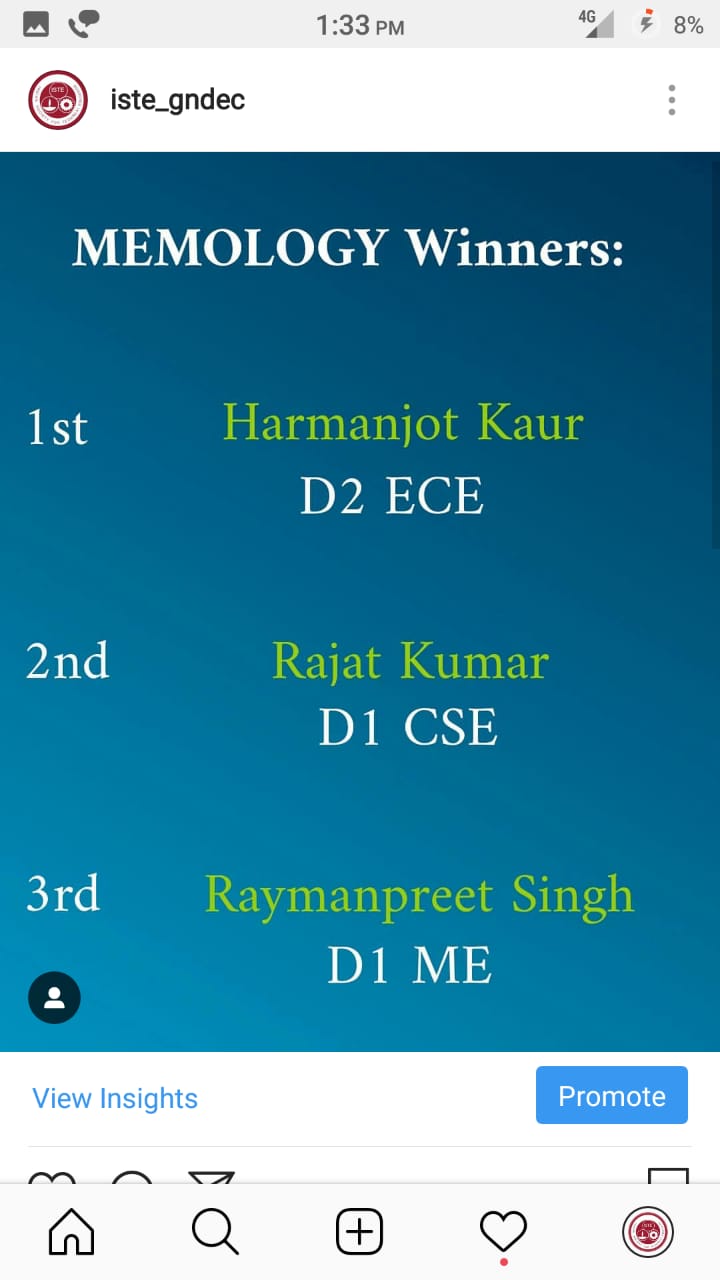 1:33 PM
4G
8%
iste_gndec
MEMOLOGY Winners:
1st
Harmanjot Kaur
D2 ECE
2nd
Rajat Kumar
D1 CSE
3rd
Raymanpreet Singh
D1 ME
View Insights
Promote